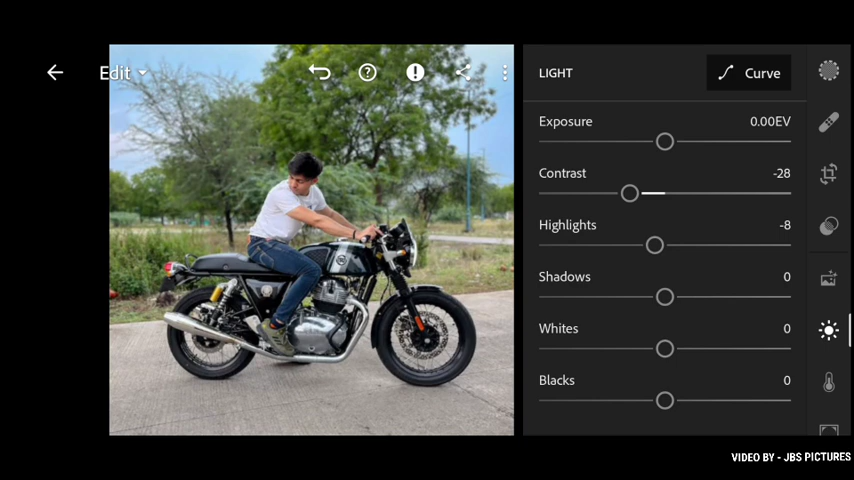 Edit
LIGHT
Curve
Exposure 0.00EV
Contrast -28
Highlights -8
Shadows 0
Whites 0
Blacks 0
VIDEO BY - JBS PICTURES